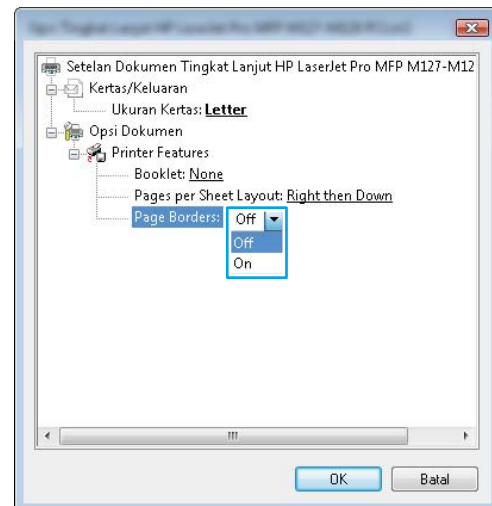 Setelan Dokumen Tingkat Lanjut HP LaserJet Pro MFP M127-M12
Kertas/Keluaran
Ukuran Kertas: Letter
Opsi Dokumen
Printer Features
Booklet: None
Pages per Sheet Layout: Right then Down
Page Borders: Off
Off
On
OK Batal